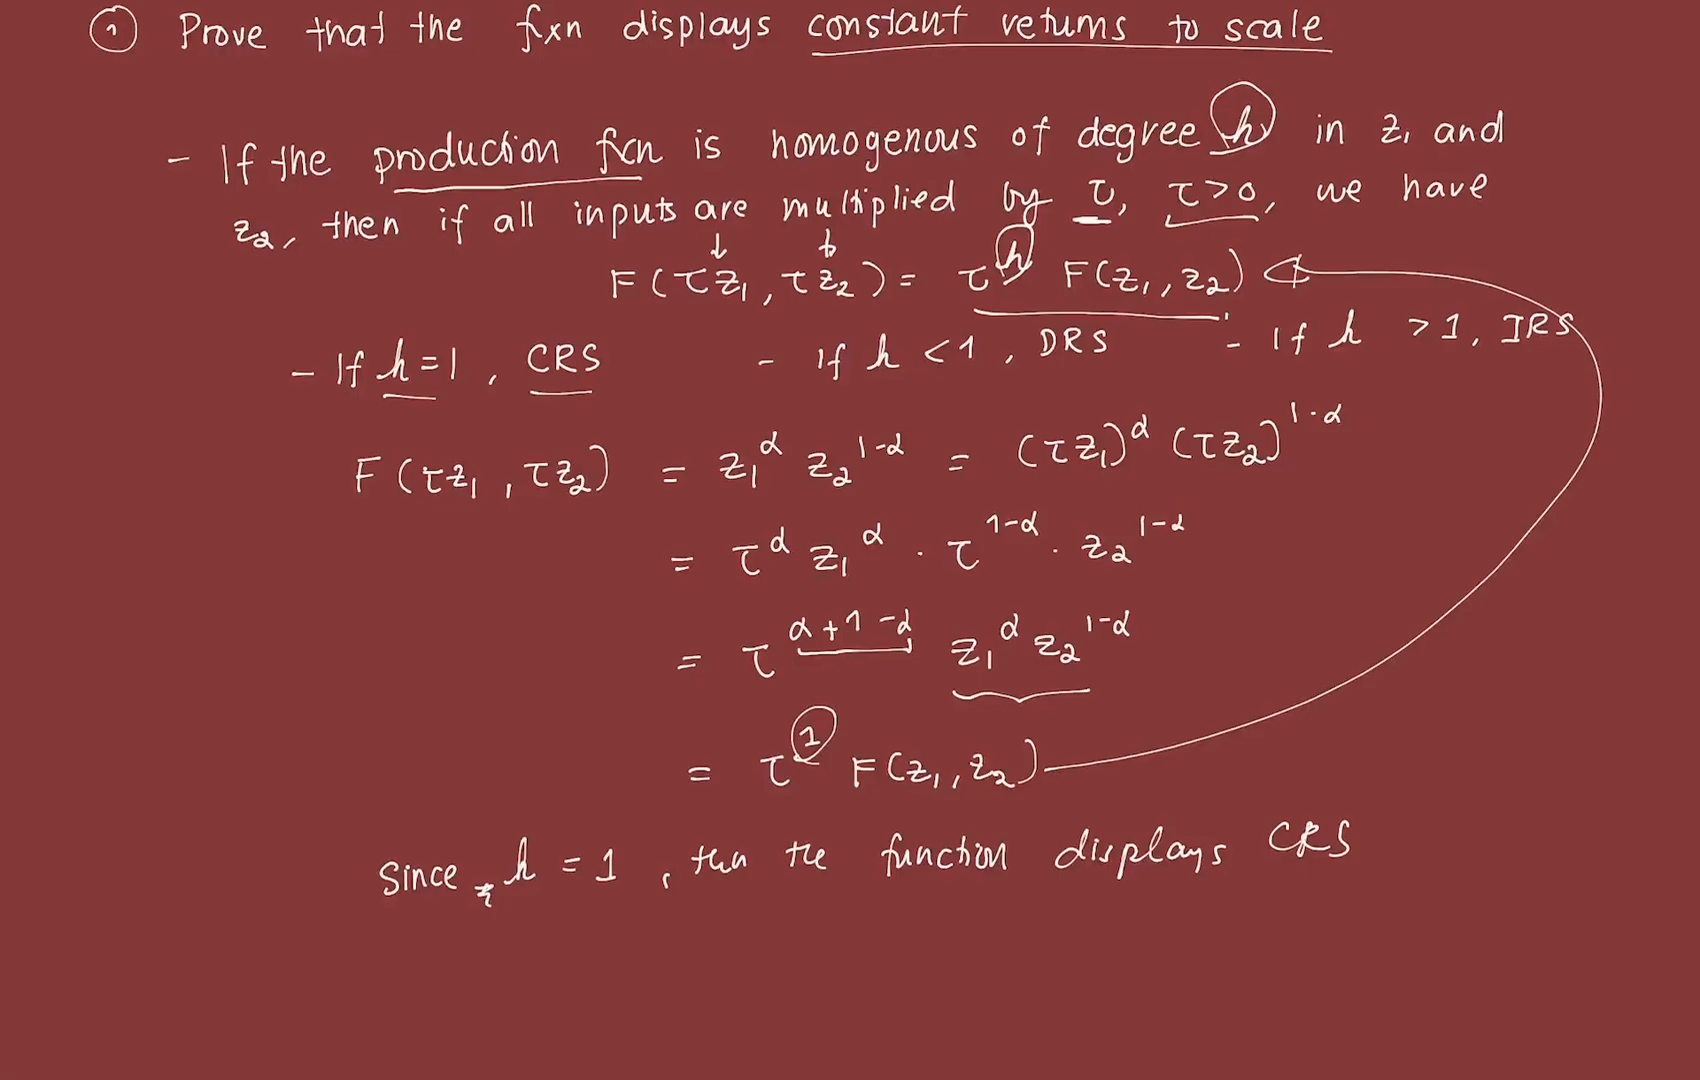 ① Prove that the fxn displays constant returns to scale
- If the production fxn is homogenous of degree h in z₁ and
z₂, then if all inputs are multiplied by τ, τ>0, we have
F(τz₁, τz₂) = τʰ F(z₁, z₂)
- If h=1, CRS - If h<1, DRS - If h >1, IRS
F(τz₁, τz₂) = z₁^α z₂^(1-α) = (τz₁)^α (τz₂)^(1-α)
= τ^α z₁^α · τ^(1-α) · z₂^(1-α)
= τ^(α+1-α) z₁^α z₂^(1-α)
= τ^1 F(z₁, z₂)
Since h = 1, then the function displays CRS